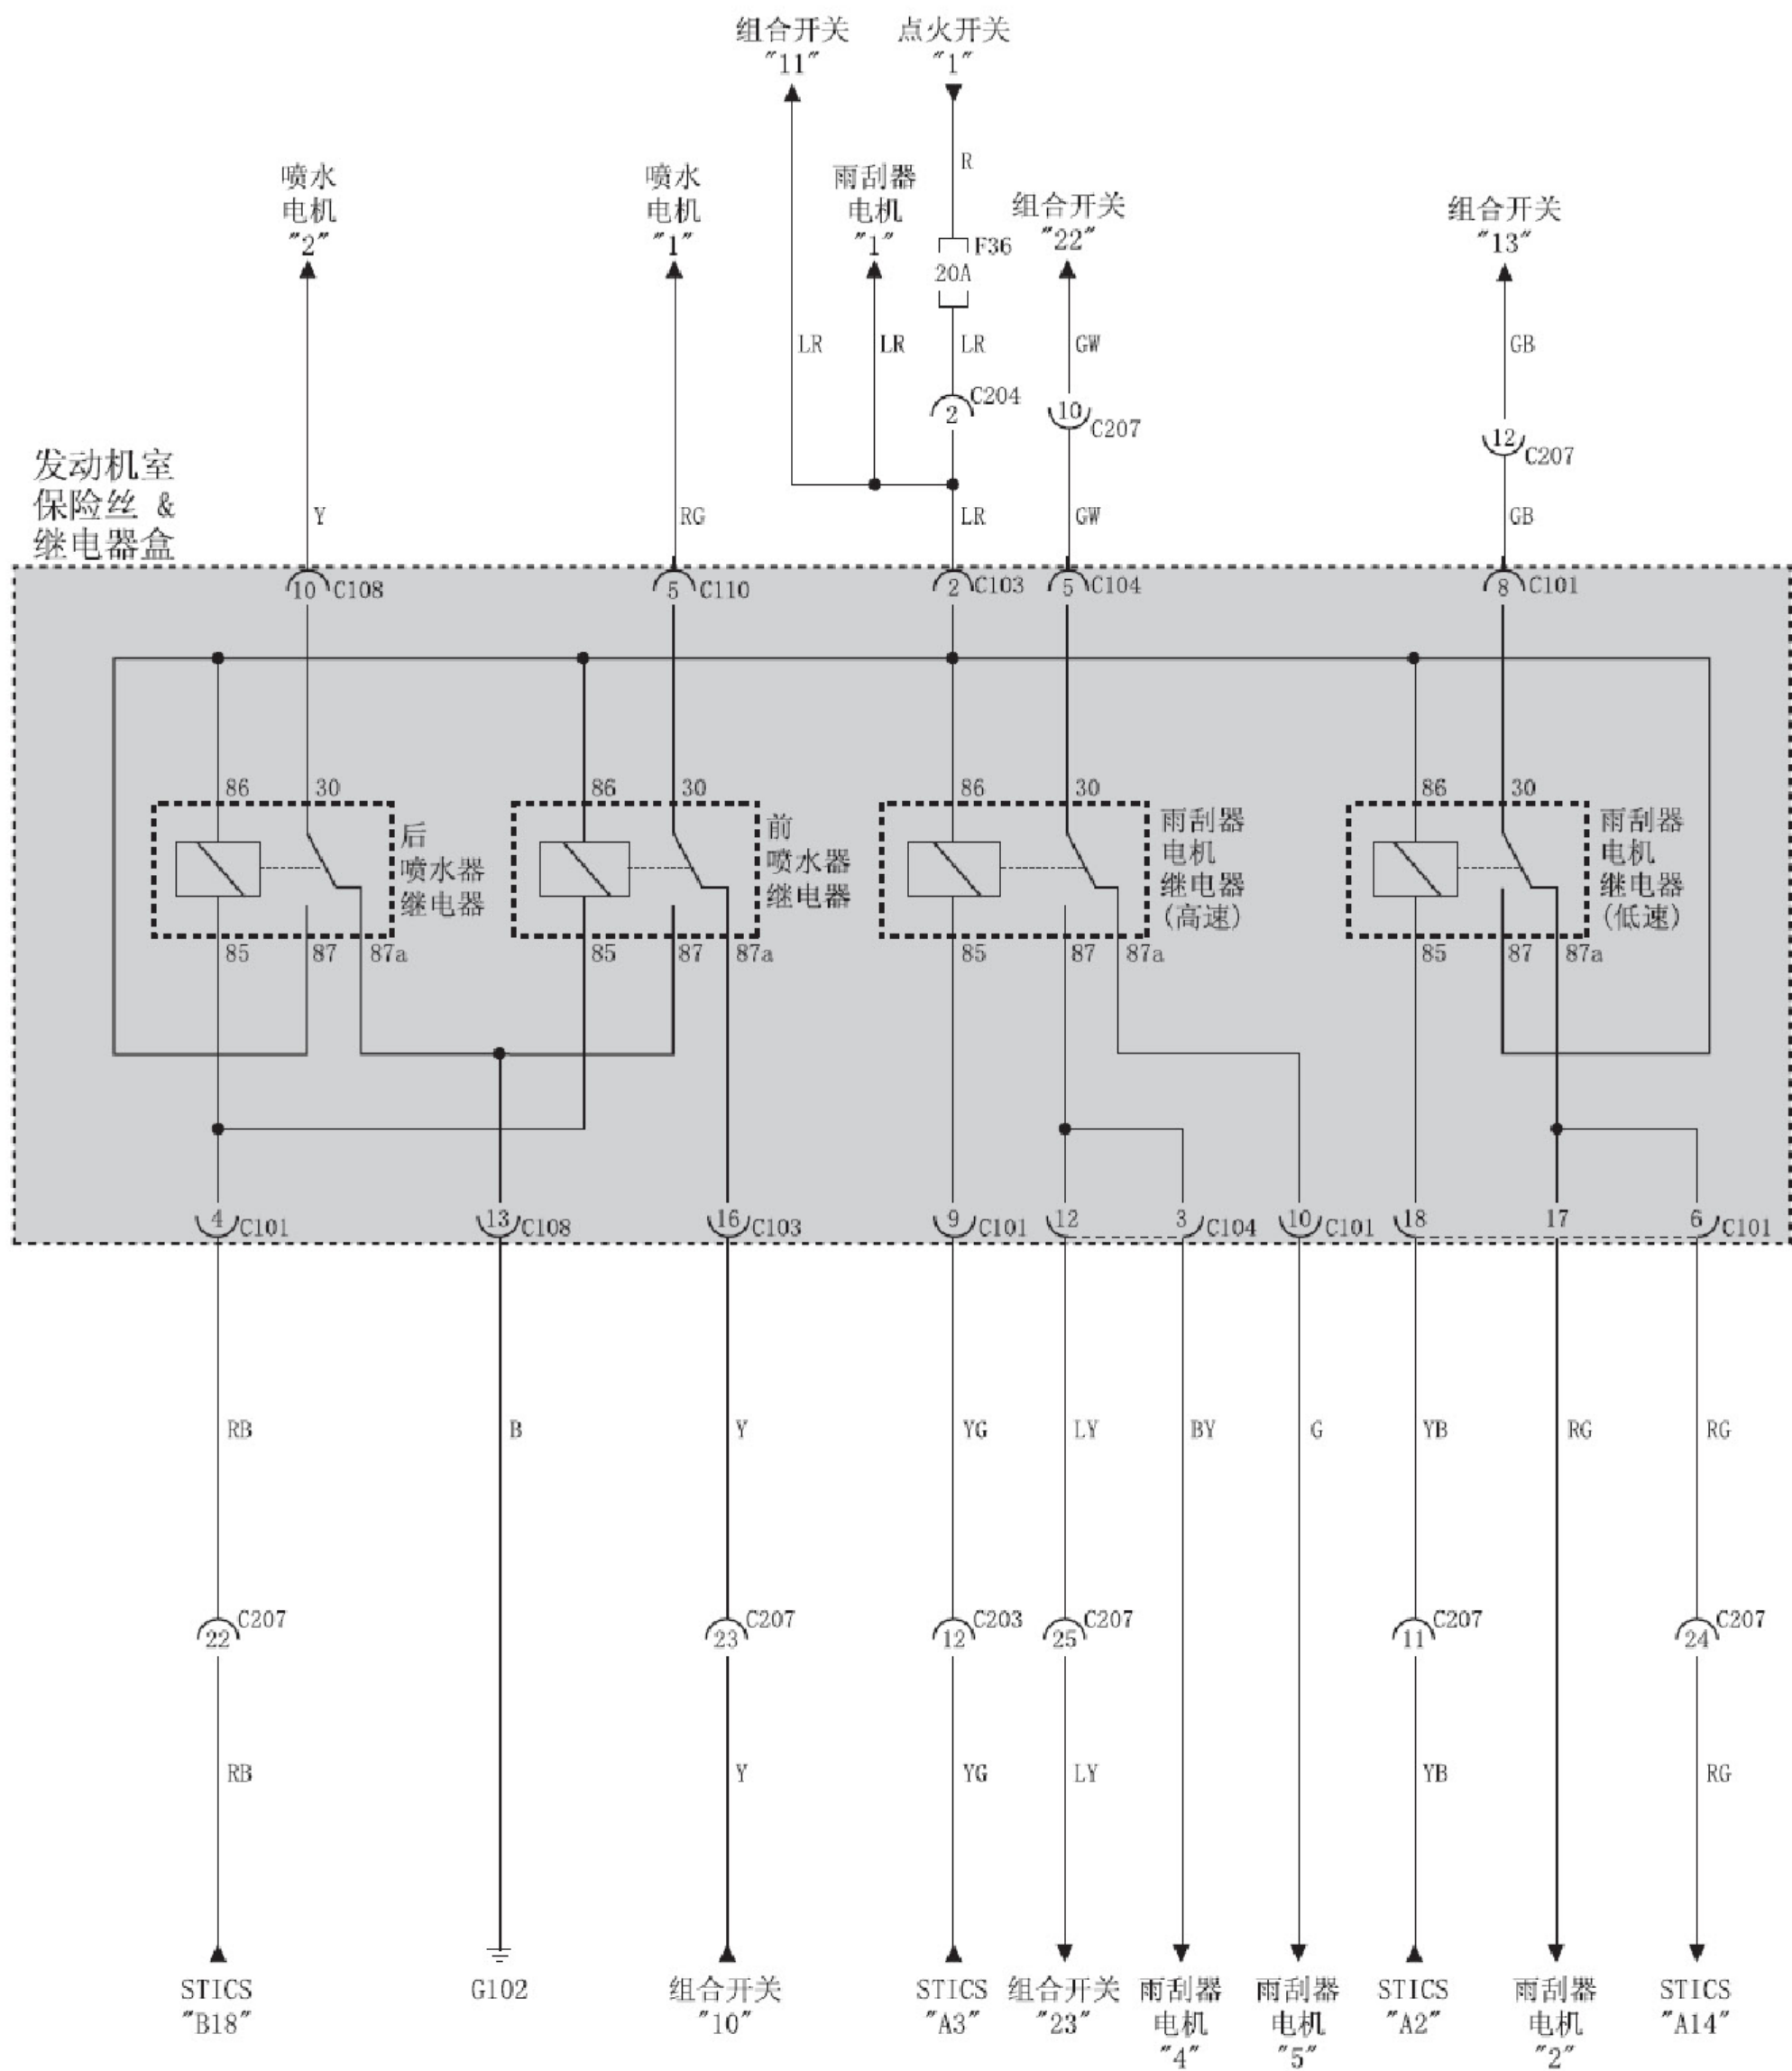 组合开关
"11"
点火开关
"1"
R
喷水
电机
"2"
喷水
电机
"1"
雨刮器
电机
"1"
F36
20A
组合开关
"22"
组合开关
"13"
LR
LR
LR
GW
GB
2
C204
10
C207
12
C207
发动机室
保险丝 &
继电器盒
Y
RG
LR
GW
GB
10
C108
5
C110
2
C103
5
C104
8
C101
86
30
86
30
86
30
86
30
后
喷水器
继电器
前
喷水器
继电器
雨刮器
电机
继电器
(高速)
雨刮器
电机
继电器
(低速)
85
87
87a
85
87
87a
85
87
87a
85
87
87a
4
C101
13
C108
16
C103
9
C101
12
3
C104
10
C101
18
17
6
C101
RB
B
Y
YG
LY
BY
G
YB
RG
RG
22
C207
23
C207
12
C203
25
C207
11
C207
24
C207
RB
Y
YG
LY
YB
RG
STICS
"B18"
G102
组合开关
"10"
STICS
"A3"
组合开关
"23"
雨刮器
电机
"4"
雨刮器
电机
"5"
STICS
"A2"
雨刮器
电机
"2"
STICS
"A14"